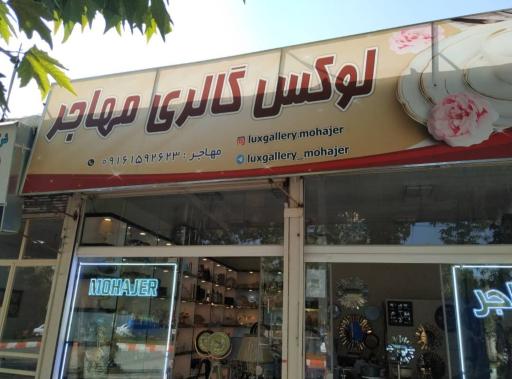 لوکس گالری مهاجر
luxgallery.mohajer
luxgallery_mohajer
مهاجر : ۰۹۱۶۱۵۹۲۶۲۳
MOHAJER